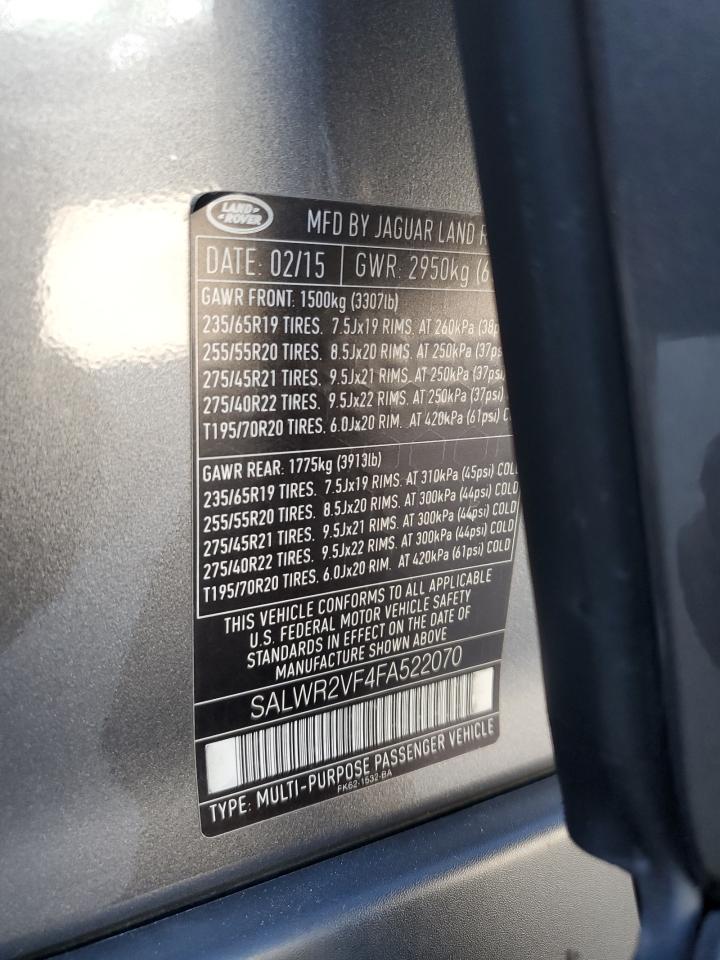 LAND
ROVER
MFD BY JAGUAR LAND
DATE: 02/15 GWR: 2950kg (6
GAWR FRONT: 1500kg (3307lb)
235/65R19 TIRES. 7.5Jx19 RIMS. AT 260kPa (38p
255/55R20 TIRES. 8.5Jx20 RIMS. AT 250kPa (37ps
275/45R21 TIRES. 9.5Jx21 RIMS. AT 250kPa (37psi
275/40R22 TIRES. 9.5Jx22 RIMS. AT 250kPa (37psi)
T195/70R20 TIRES. 6.0Jx20 RIM. AT 420kPa (61psi) C
GAWR REAR: 1775kg (3913lb)
235/65R19 TIRES. 7.5Jx19 RIMS. AT 310kPa (45psi) COLD
255/55R20 TIRES. 8.5Jx20 RIMS. AT 300kPa (44psi) COLD
275/45R21 TIRES. 9.5Jx21 RIMS. AT 300kPa (44psi) COLD
275/40R22 TIRES. 9.5Jx22 RIMS. AT 300kPa (44psi) COLD
T195/70R20 TIRES. 6.0Jx20 RIM. AT 420kPa (61psi) COLD
THIS VEHICLE CONFORMS TO ALL APPLICABLE
U.S. FEDERAL MOTOR VEHICLE SAFETY
STANDARDS IN EFFECT ON THE DATE OF
MANUFACTURE SHOWN ABOVE
SALWR2VF4FA522070
TYPE: MULTI-PURPOSE PASSENGER VEHICLE
FK62-1532-BA